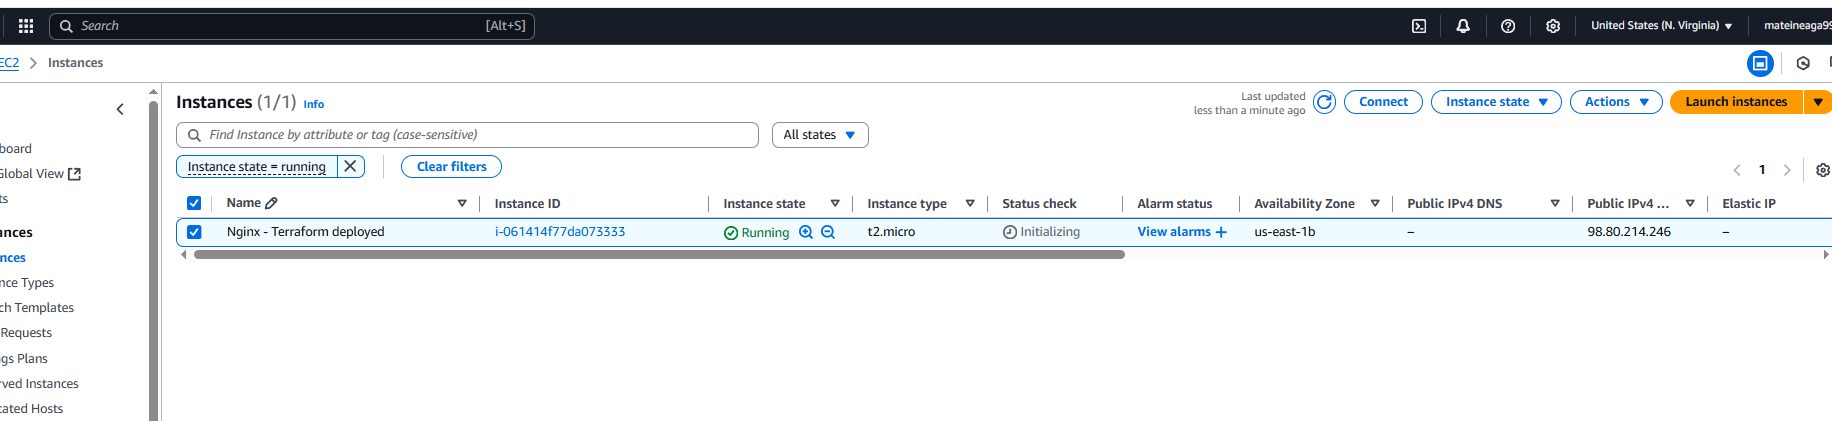 Search [Alt+S] United States (N. Virginia) mateineaga99
EC2 Instances
Instances (1/1) Info
Last updated
less than a minute ago
Connect Instance state Actions Launch instances
Find Instance by attribute or tag (case-sensitive) All states
Instance state = running Clear filters
1
Name Instance ID Instance state Instance type Status check Alarm status Availability Zone Public IPv4 DNS Public IPv4 ... Elastic IP
Nginx - Terraform deployed i-061414f77da073333 Running t2.micro Initializing View alarms + us-east-1b – 98.80.214.246 –
board
Global View
ts
ances
nces
nce Types
ch Templates
Requests
gs Plans
rved Instances
cated Hosts